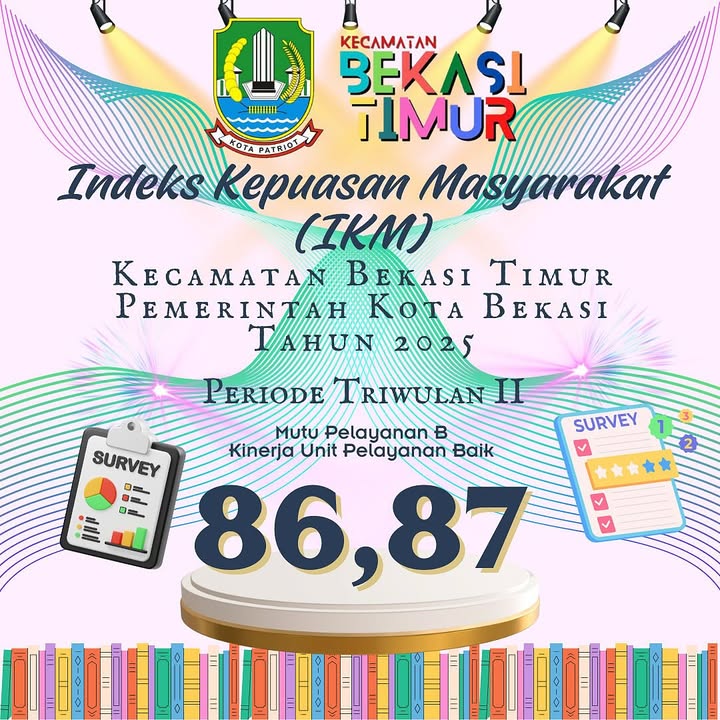 KOTA PATRIOT
KECAMATAN
BEKASI
TIMUR
Indeks Kepuasan Masyarakat
(IKM)
Kecamatan Bekasi Timur
Pemerintah Kota Bekasi
Tahun 2025
Periode Triwulan II
Mutu Pelayanan B
Kinerja Unit Pelayanan Baik
SURVEY
SURVEY
1
3
2
86,87